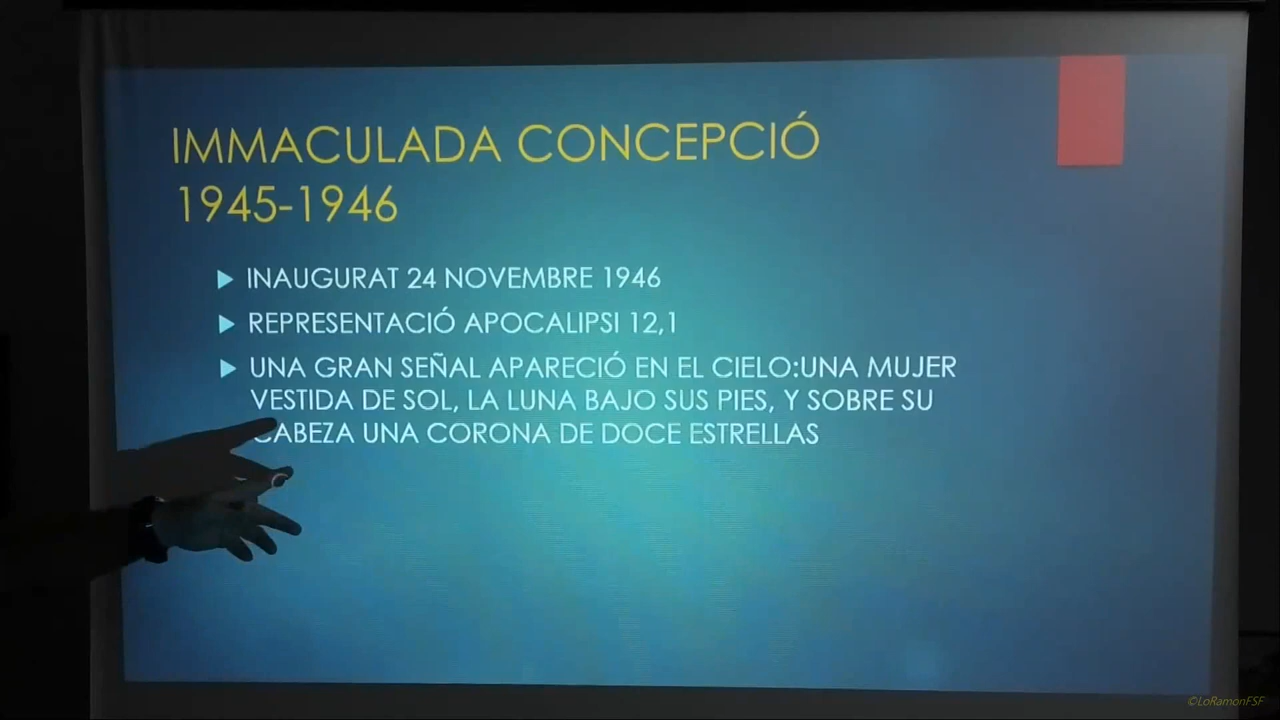 IMMACULADA CONCEPCIÓ
1945-1946
INAUGURAT 24 NOVEMBRE 1946
REPRESENTACIÓ APOCALIPSI 12,1
UNA GRAN SEÑAL APARECIÓ EN EL CIELO:UNA MUJER
VESTIDA DE SOL, LA LUNA BAJO SUS PIES, Y SOBRE SU
CABEZA UNA CORONA DE DOCE ESTRELLAS
©LoRamonFSF